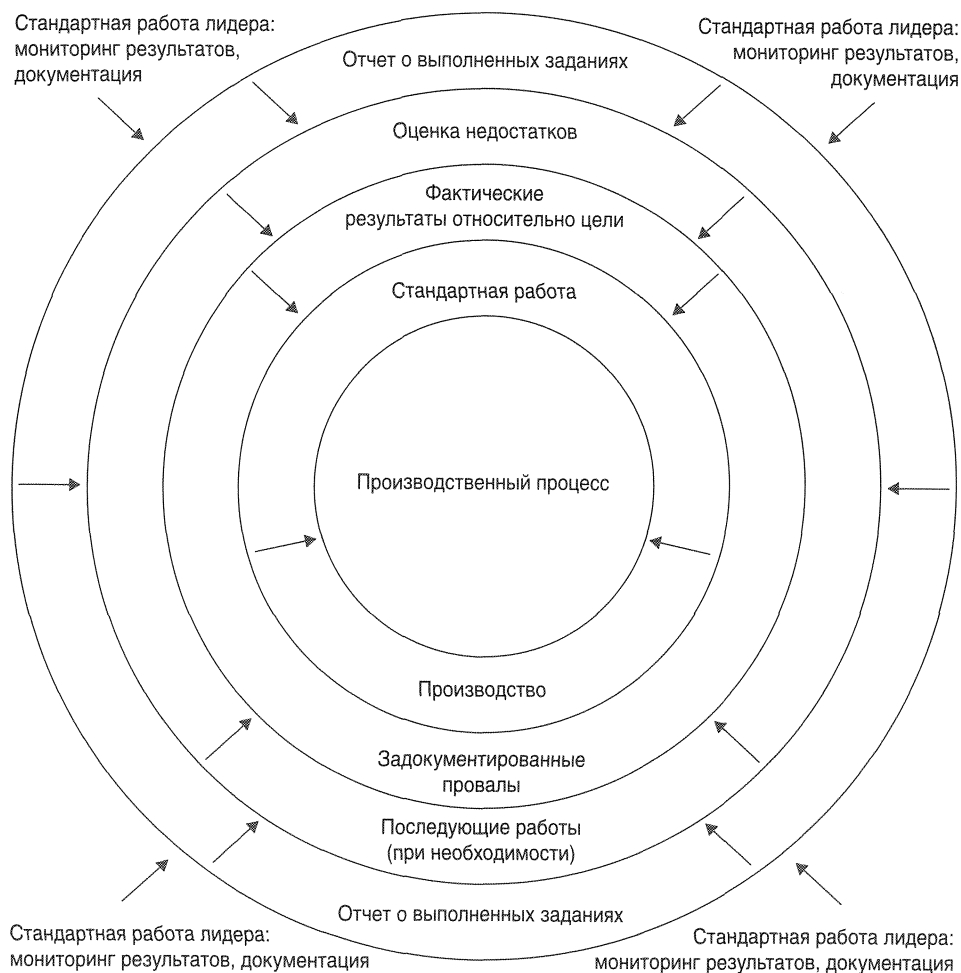 Стандартная работа лидера:
мониторинг результатов,
документация
Стандартная работа лидера:
мониторинг результатов,
документация
Отчет о выполненных заданиях
Оценка недостатков
Фактические
результаты относительно цели
Стандартная работа
Производственный процесс
Производство
Задокументированные
провалы
Последующие работы
(при необходимости)
Отчет о выполненных заданиях
Стандартная работа лидера:
мониторинг результатов, документация
Стандартная работа лидера:
мониторинг результатов, документация